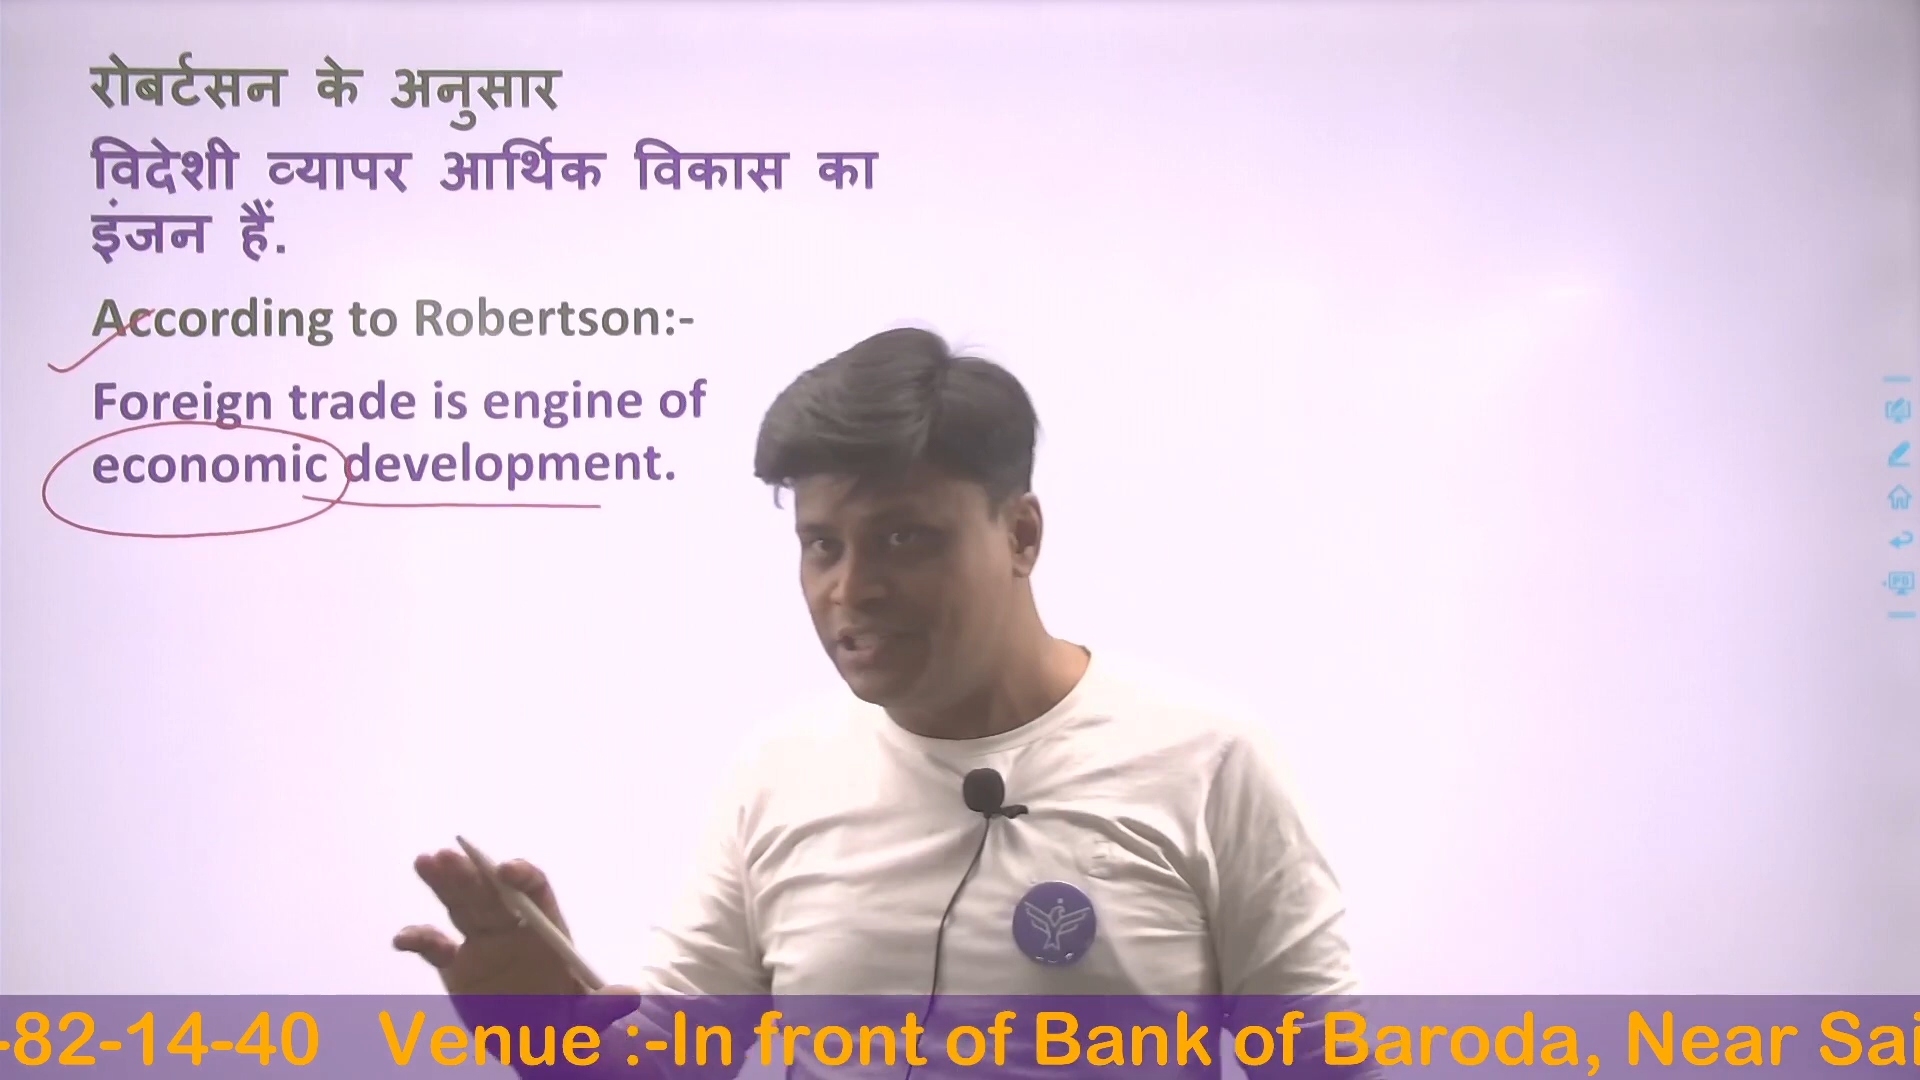 रोबर्टसन के अनुसार
विदेशी व्यापर आर्थिक विकास का
इंजन हैं.
According to Robertson:-
Foreign trade is engine of
economic development.
-82-14-40 Venue :-In front of Bank of Baroda, Near Sai